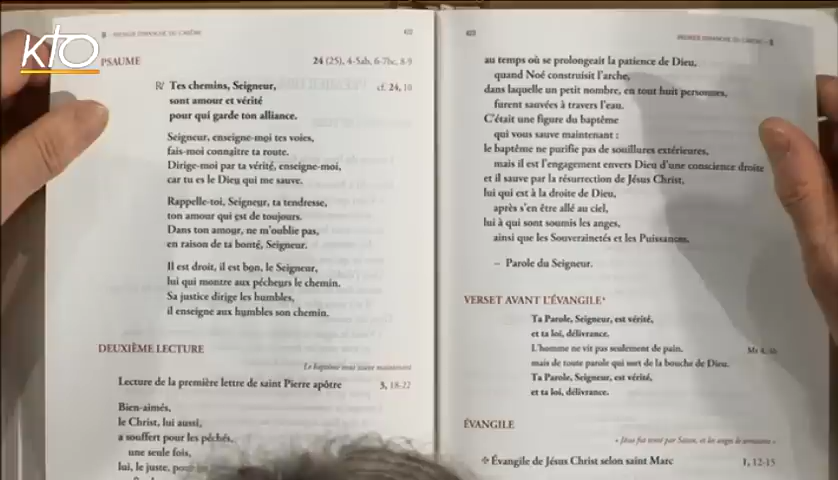 KTO
8 PREMIER DIMANCHE DU CARÊME
PSAUME 24 (25), 4-5ab, 6-7bc, 8-9
R/ Tes chemins, Seigneur, cf. 24, 10
sont amour et vérité
pour qui garde ton alliance.
Seigneur, enseigne-moi tes voies,
fais-moi connaître ta route.
Dirige-moi par ta vérité, enseigne-moi,
car tu es le Dieu qui me sauve.
Rappelle-toi, Seigneur, ta tendresse,
ton amour qui est de toujours.
Dans ton amour, ne m'oublie pas,
en raison de ta bonté, Seigneur.
Il est droit, il est bon, le Seigneur,
lui qui montre aux pécheurs le chemin.
Sa justice dirige les humbles,
il enseigne aux humbles son chemin.
DEUXIÈME LECTURE
Le baptême vous sauve maintenant
Lecture de la première lettre de saint Pierre apôtre 3, 18-22
Bien-aimés,
le Christ, lui aussi,
a souffert pour les péchés,
une seule fois,
lui, le juste, pour
PREMIER DIMANCHE DU CARÊME
au temps où se prolongeait la patience de Dieu,
quand Noé construisit l'arche,
dans laquelle un petit nombre, en tout huit personnes,
furent sauvées à travers l'eau.
C'était une figure du baptême
qui vous sauve maintenant :
le baptême ne purifie pas de souillures extérieures,
mais il est l'engagement envers Dieu d'une conscience droite
et il sauve par la résurrection de Jésus Christ,
lui qui est à la droite de Dieu,
après s'en être allé au ciel,
lui à qui sont soumis les anges,
ainsi que les Souverainetés et les Puissances.
– Parole du Seigneur.
VERSET AVANT L'ÉVANGILE*
Ta Parole, Seigneur, est vérité,
et ta loi, délivrance.
L'homme ne vit pas seulement de pain, Mt 4, 4b
mais de toute parole qui sort de la bouche de Dieu.
Ta Parole, Seigneur, est vérité,
et ta loi, délivrance.
ÉVANGILE
« Jésus fut tenté par Satan, et les anges le servaient »
✠ Évangile de Jésus Christ selon saint Marc 1, 12-15